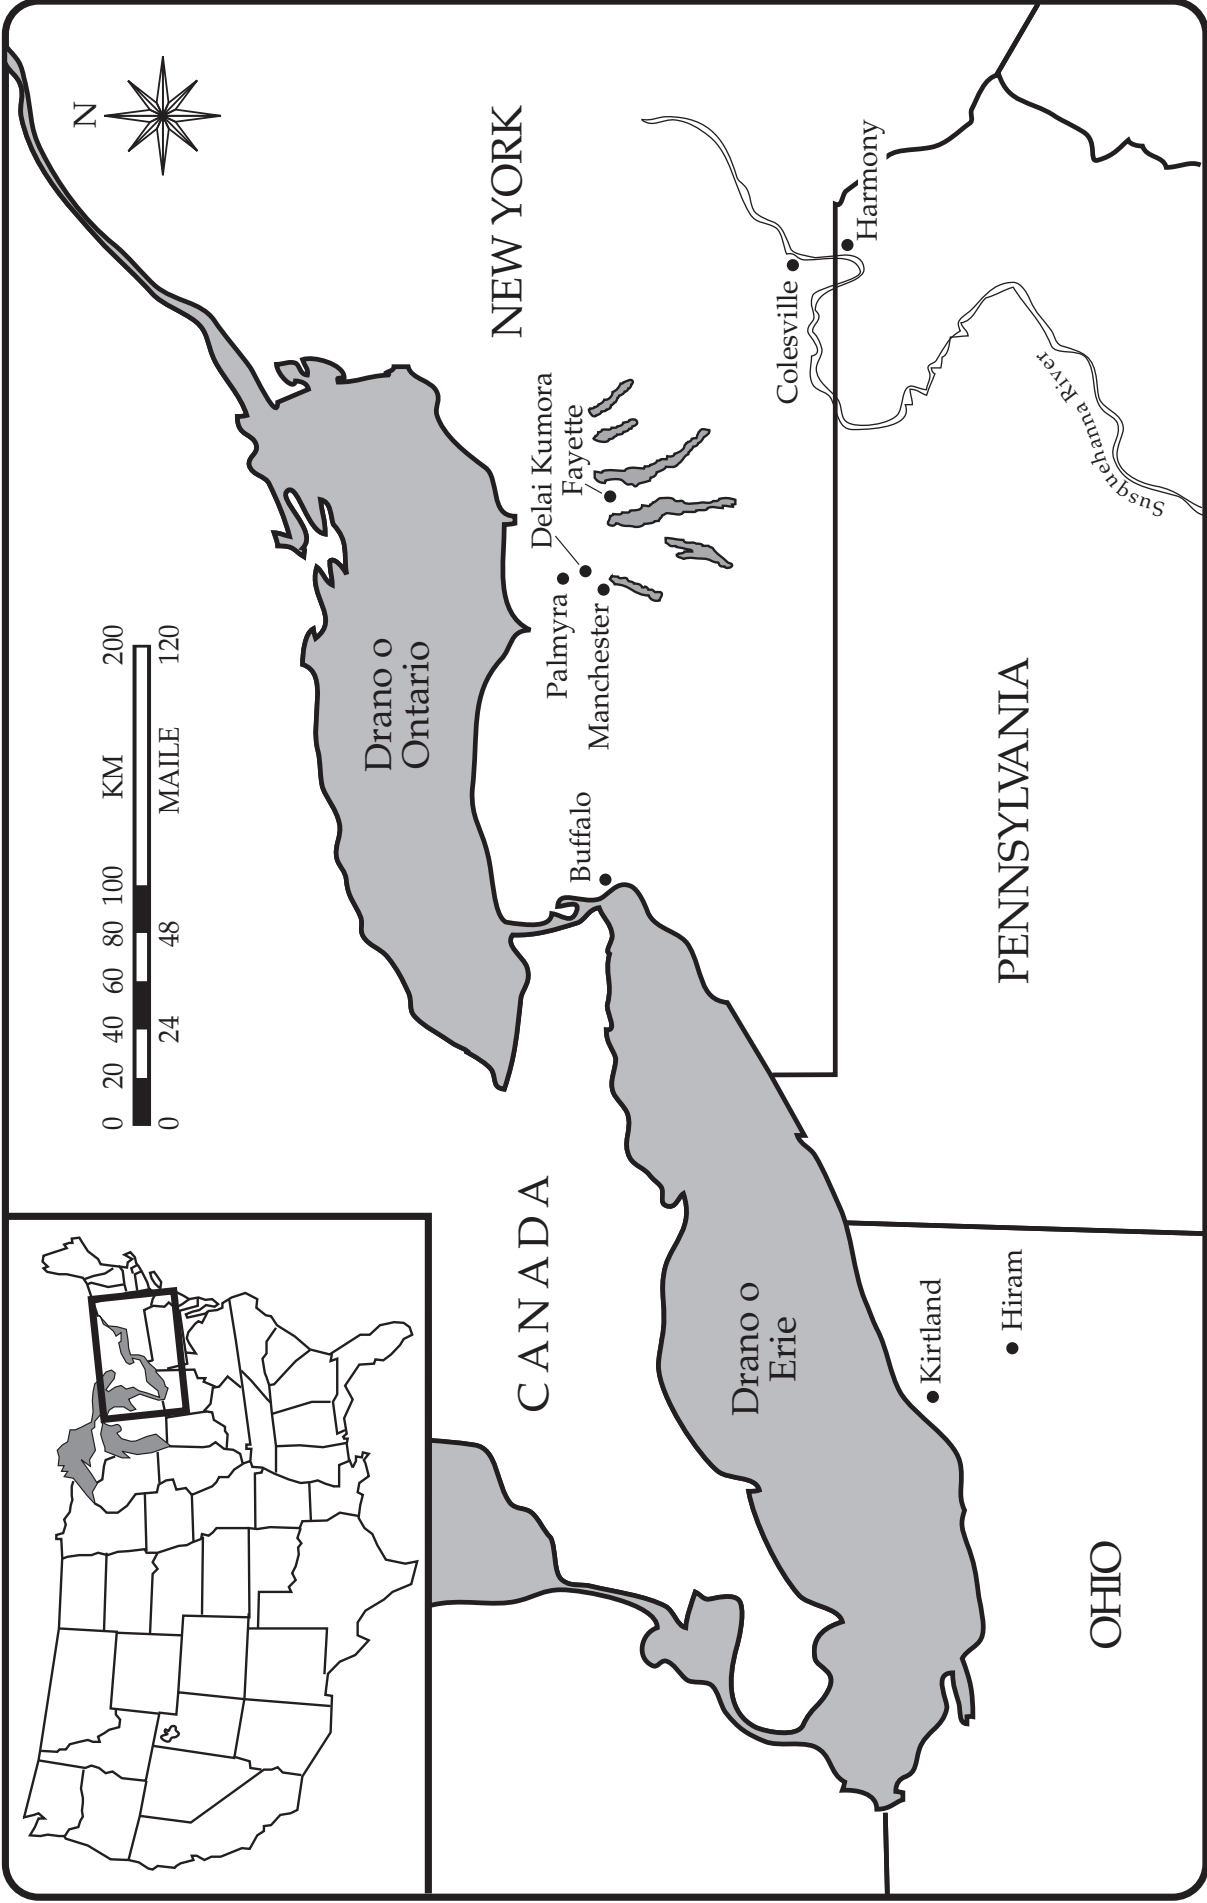 N
0 20 40 60 80 100 KM 200
0 24 48 MAILE 120
NEW YORK
Drano o
Ontario
Delai Kumora
Fayette
Palmyra
Manchester
Buffalo
Colesville
Harmony
Susquehanna River
CANADA
Drano o
Erie
PENNSYLVANIA
Kirtland
Hiram
OHIO